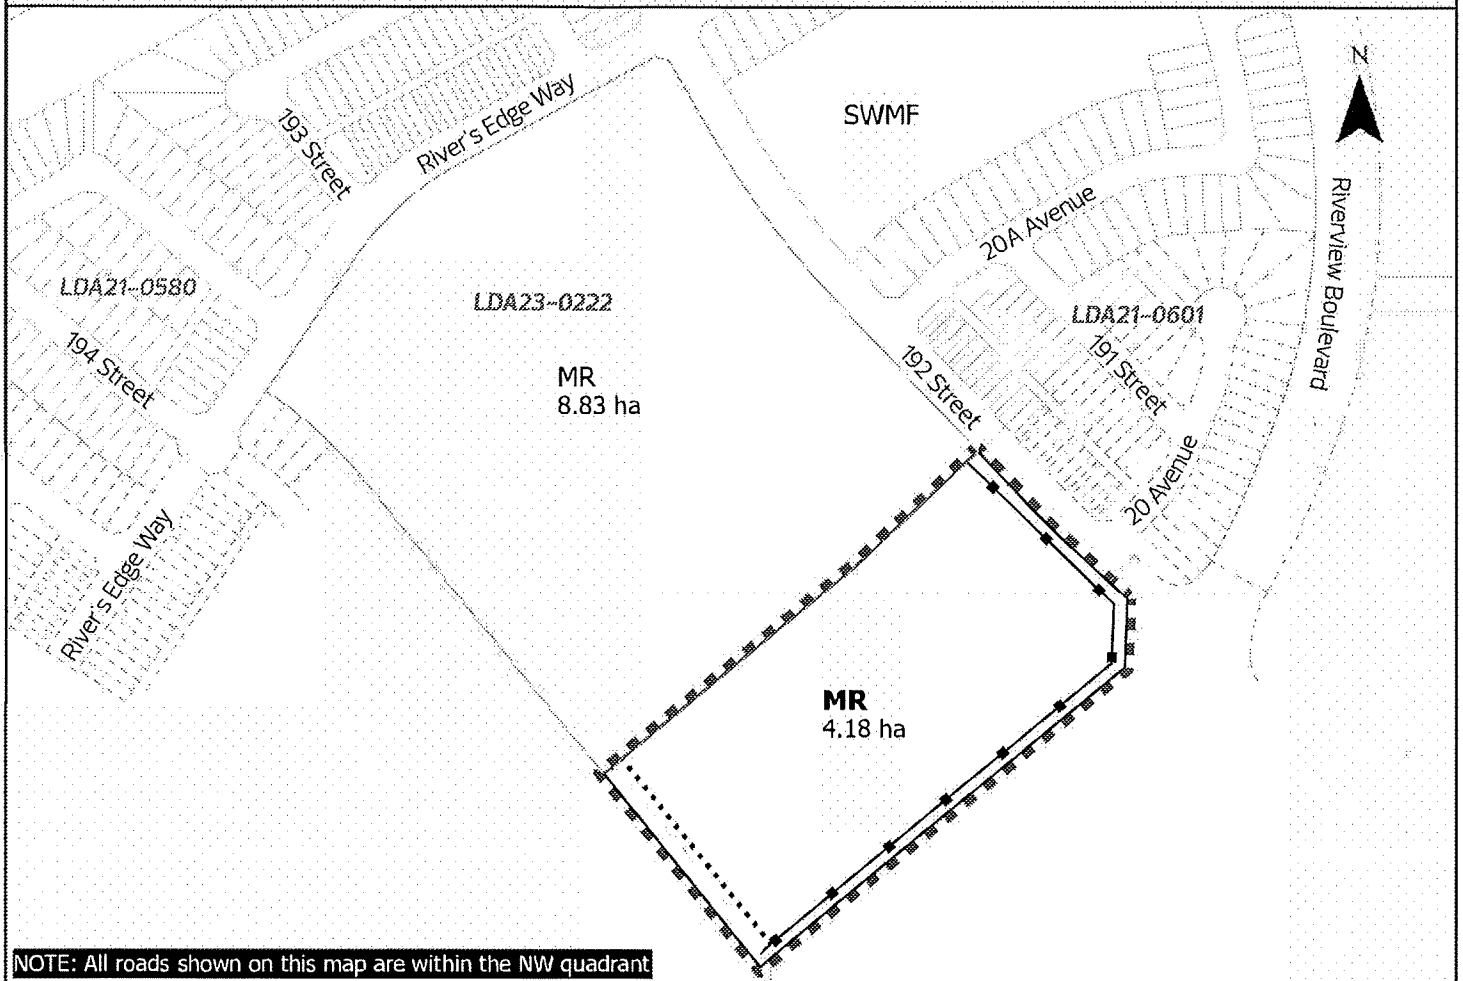 N
SWMF
193 Street
River's Edge Way
20A Avenue
Riverview Boulevard
LDA21-0580
LDA23-0222
LDA21-0601
194 Street
192 Street
191 Street
MR
8.83 ha
20 Avenue
River's Edge Way
MR
4.18 ha
NOTE: All roads shown on this map are within the NW quadrant